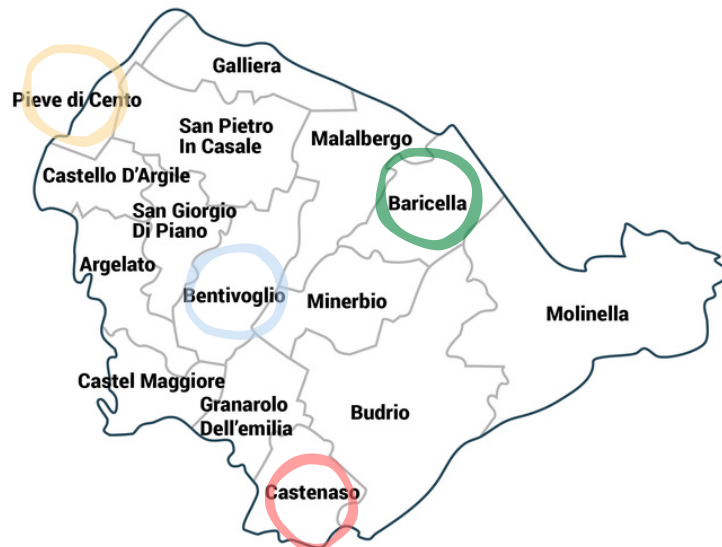 Galliera
Pieve di Cento
San Pietro
In Casale
Malalbergo
Castello D'Argile
Baricella
San Giorgio
Di Piano
Argelato
Bentivoglio
Minerbio
Molinella
Castel Maggiore
Granarolo
Dell'emilia
Budrio
Castenaso